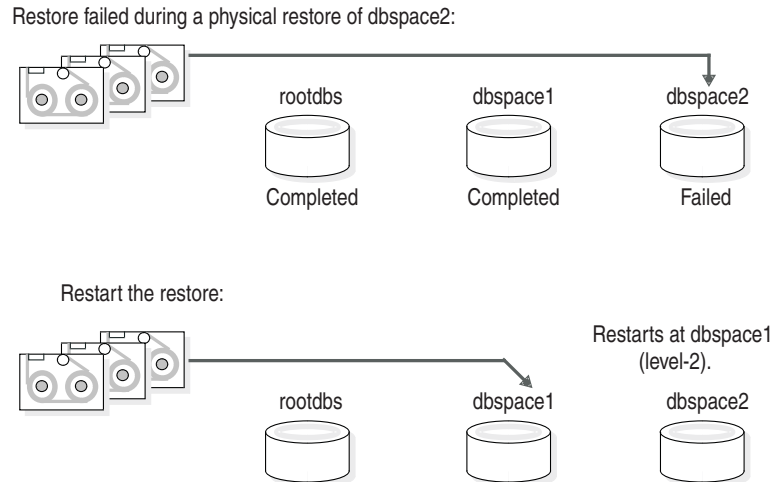 Restore failed during a physical restore of dbspace2:
rootdbs
dbspace1
dbspace2
Completed
Completed
Failed
Restart the restore:
Restarts at dbspace1
(level-2).
rootdbs
dbspace1
dbspace2